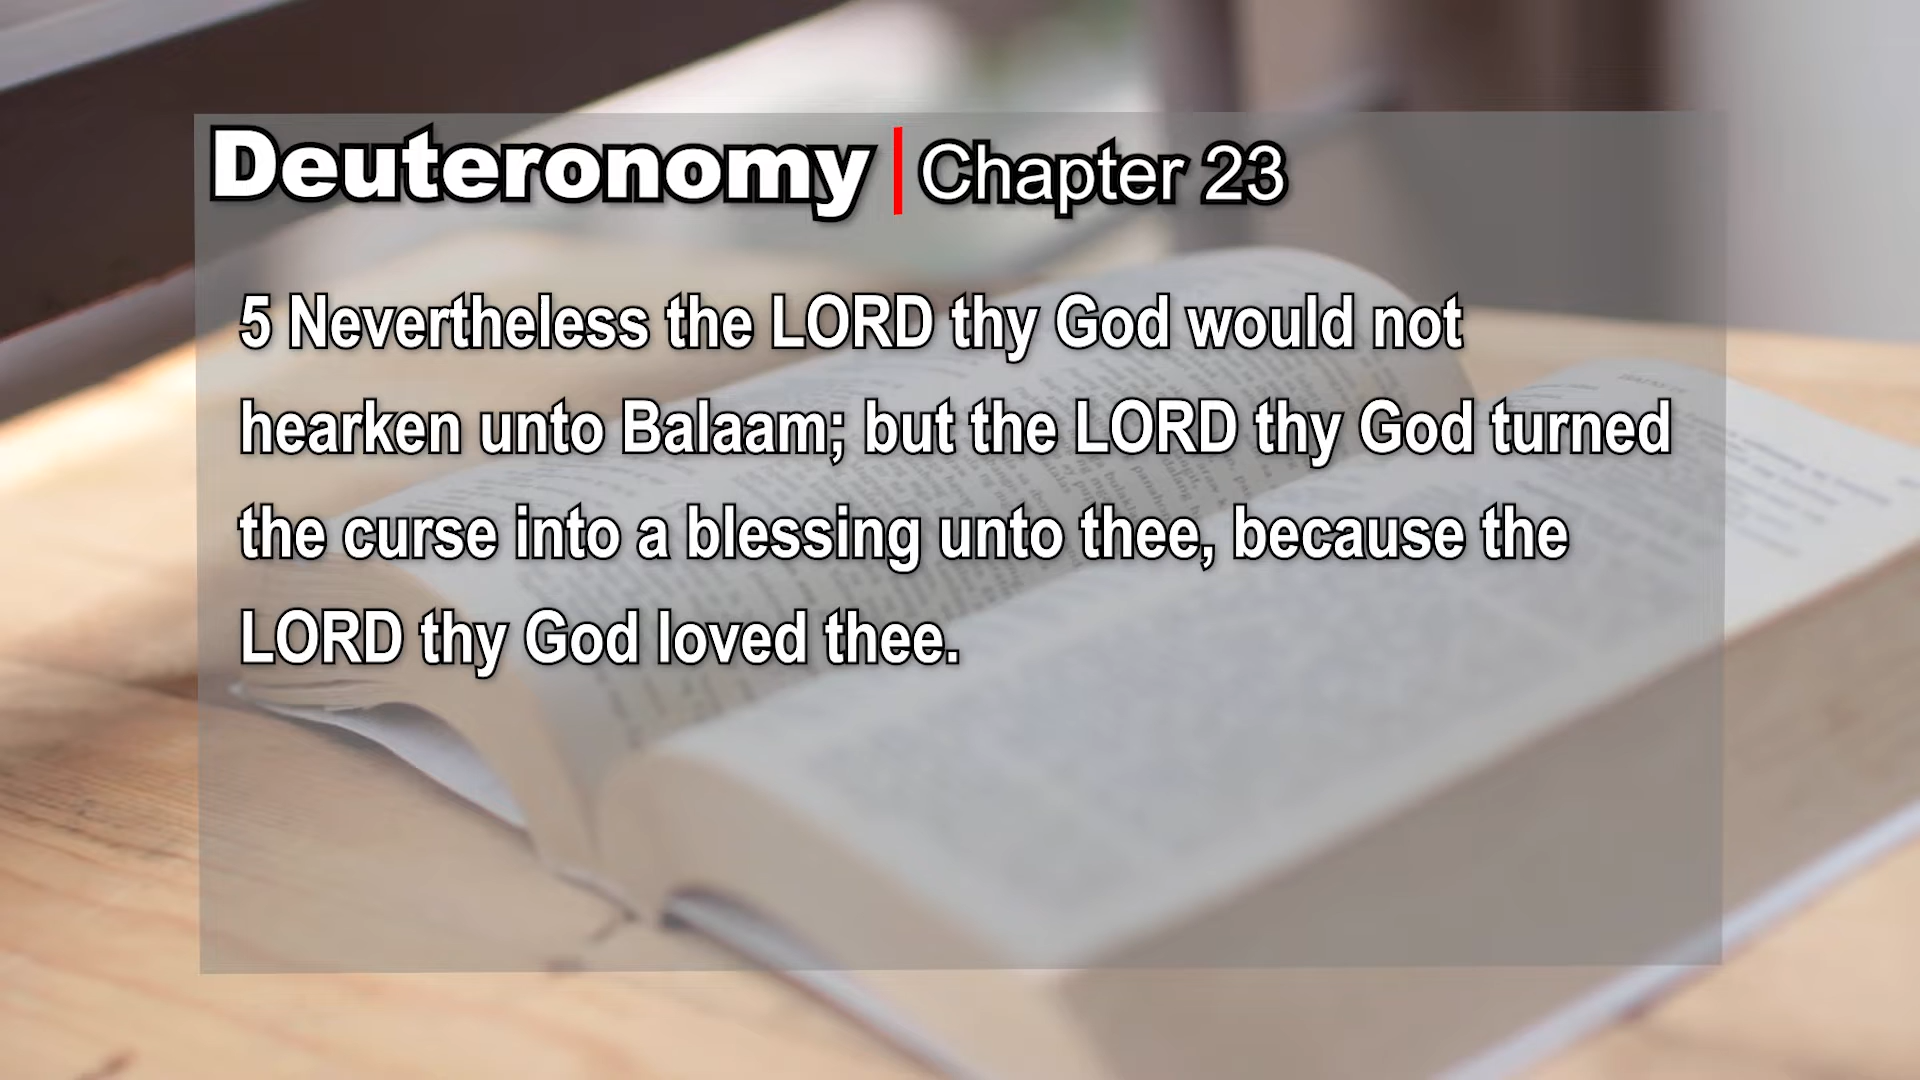 Deuteronomy | Chapter 23
5 Nevertheless the LORD thy God would not
hearken unto Balaam; but the LORD thy God turned
the curse into a blessing unto thee, because the
LORD thy God loved thee.